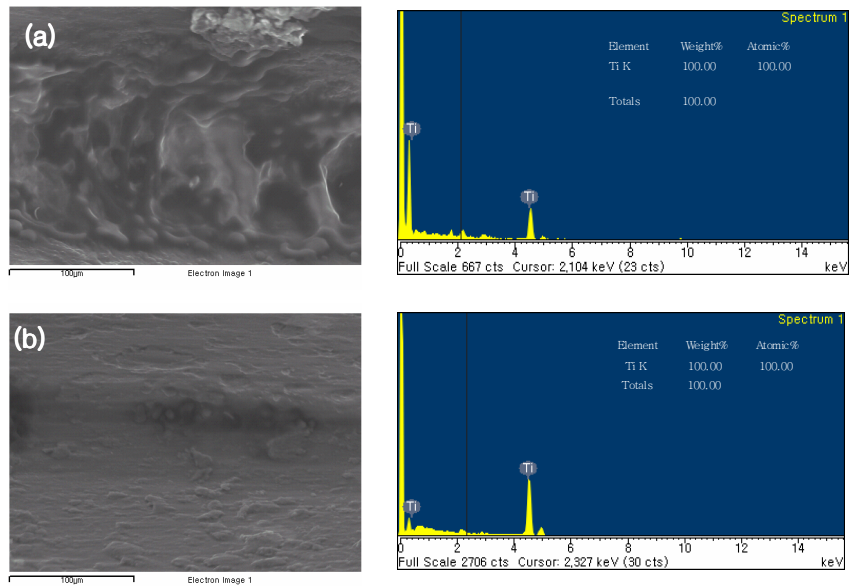 (a)
100µm
Electron Image 1
Spectrum 1
Element Weight% Atomic%
Ti K 100.00 100.00
Totals 100.00
Ti
Ti
0 2 4 6 8 10 12 14
Full Scale 667 cts Cursor: 2,104 keV (23 cts) keV
(b)
100µm
Electron Image 1
Spectrum 1
Element Weight% Atomic%
Ti K 100.00 100.00
Totals 100.00
Ti
Ti
0 2 4 6 8 10 12 14
Full Scale 2706 cts Cursor: 2,327 keV (30 cts) keV